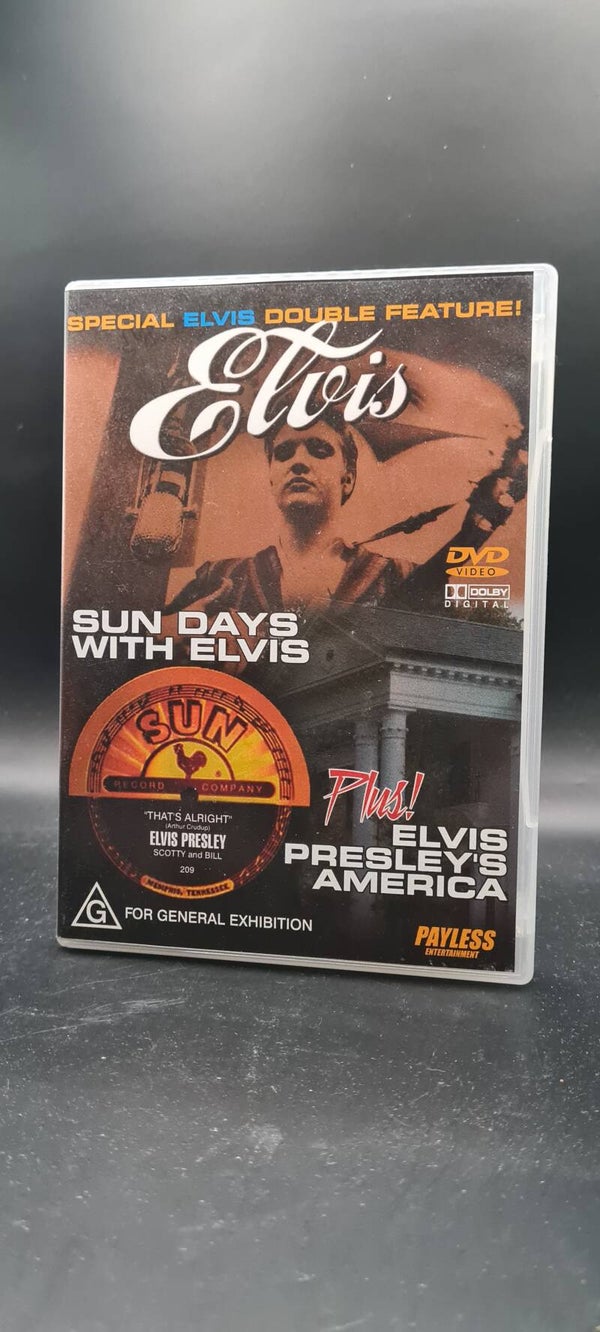 SPECIAL ELVIS DOUBLE FEATURE!
Elvis
DVD
VIDEO
DOLBY
DIGITAL
SUN DAYS
WITH ELVIS
SUN
RECORD COMPANY
"THAT'S ALRIGHT"
(Arthur Crudup)
ELVIS PRESLEY
SCOTTY and BILL
209
MEMPHIS, TENNESSEE
Plus!
ELVIS
PRESLEY'S
AMERICA
G
FOR GENERAL EXHIBITION
PAYLESS
ENTERTAINMENT